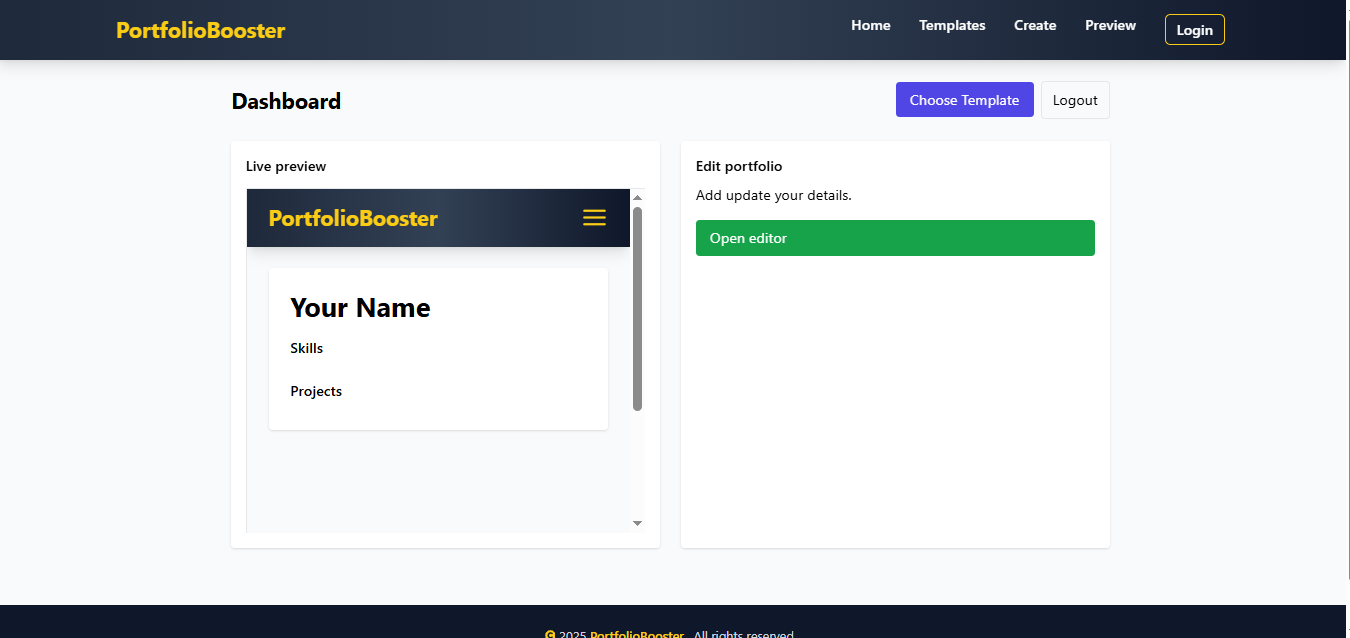 PortfolioBooster Home Templates Create Preview Login
Dashboard Choose Template Logout
Live preview
PortfolioBooster
Your Name
Skills
Projects
Edit portfolio
Add update your details.
Open editor
© 2025 PortfolioBooster. All rights reserved.